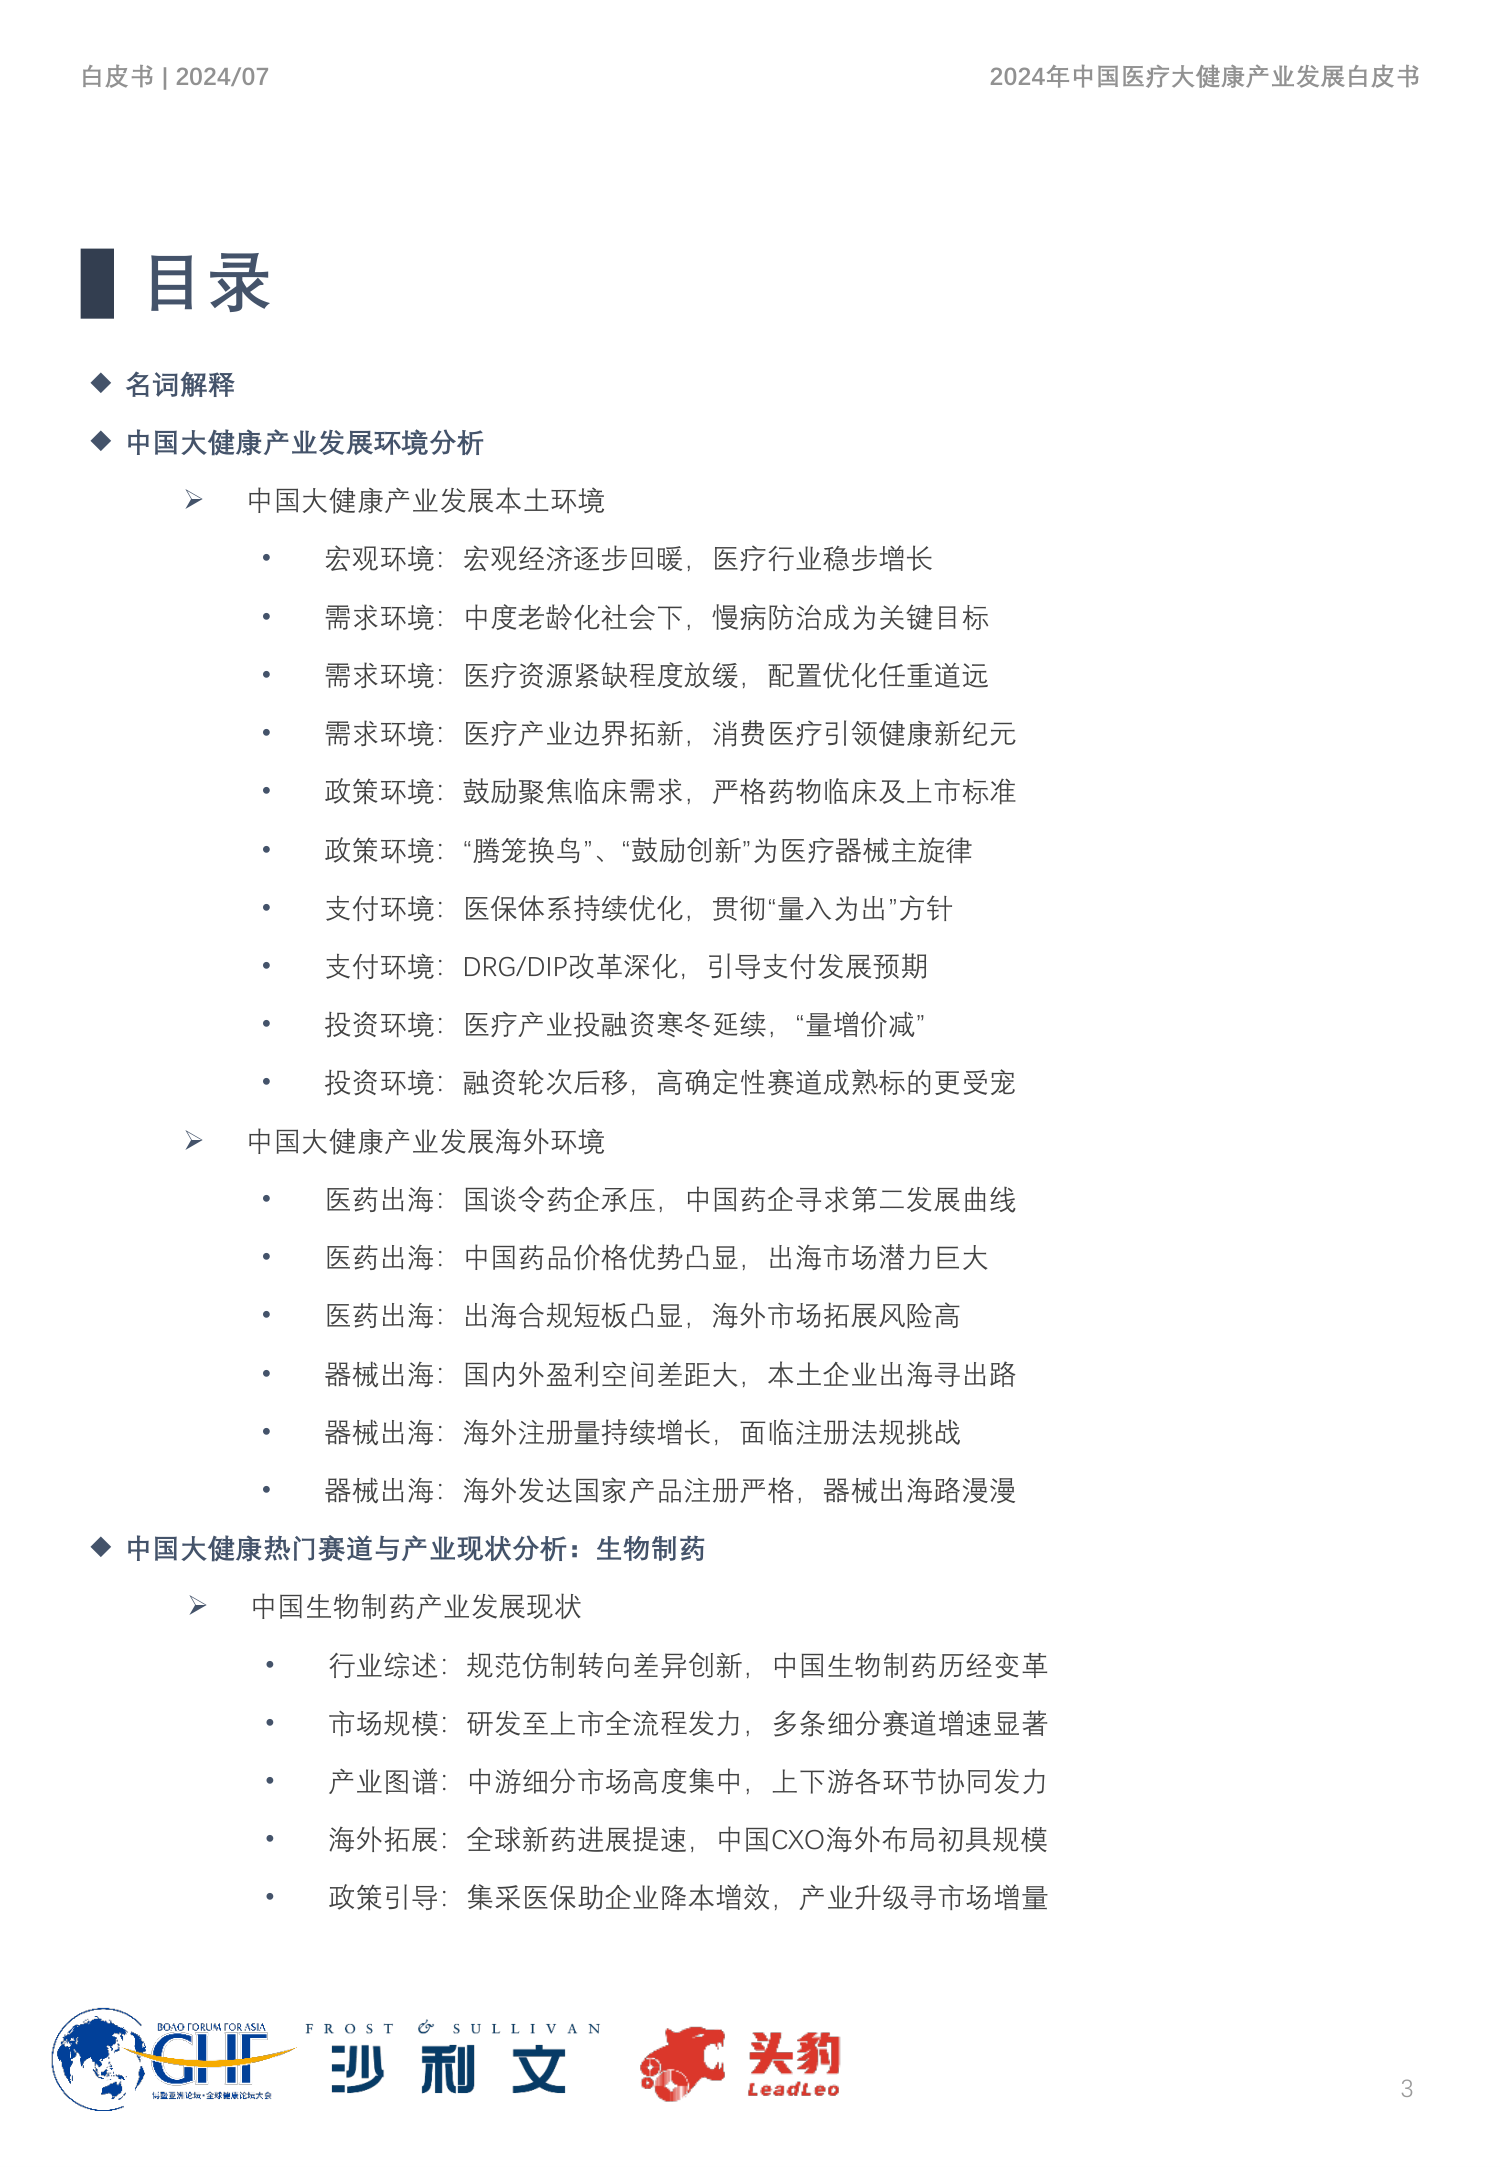 白皮书 | 2024/07
2024年中国医疗大健康产业发展白皮书
目录
◆ 名词解释
◆ 中国大健康产业发展环境分析
➢ 中国大健康产业发展本土环境
• 宏观环境：宏观经济逐步回暖，医疗行业稳步增长
• 需求环境：中度老龄化社会下，慢病防治成为关键目标
• 需求环境：医疗资源紧缺程度放缓，配置优化任重道远
• 需求环境：医疗产业边界拓新，消费医疗引领健康新纪元
• 政策环境：鼓励聚焦临床需求，严格药物临床及上市标准
• 政策环境：“腾笼换鸟”、“鼓励创新”为医疗器械主旋律
• 支付环境：医保体系持续优化，贯彻“量入为出”方针
• 支付环境：DRG/DIP改革深化，引导支付发展预期
• 投资环境：医疗产业投融资寒冬延续，“量增价减”
• 投资环境：融资轮次后移，高确定性赛道成熟标的更受宠
➢ 中国大健康产业发展海外环境
• 医药出海：国谈令药企承压，中国药企寻求第二发展曲线
• 医药出海：中国药品价格优势凸显，出海市场潜力巨大
• 医药出海：出海合规短板凸显，海外市场拓展风险高
• 器械出海：国内外盈利空间差距大，本土企业出海寻出路
• 器械出海：海外注册量持续增长，面临注册法规挑战
• 器械出海：海外发达国家产品注册严格，器械出海路漫漫
◆ 中国大健康热门赛道与产业现状分析：生物制药
➢ 中国生物制药产业发展现状
• 行业综述：规范仿制转向差异创新，中国生物制药历经变革
• 市场规模：研发至上市全流程发力，多条细分赛道增速显著
• 产业图谱：中游细分市场高度集中，上下游各环节协同发力
• 海外拓展：全球新药进展提速，中国CXO海外布局初具规模
• 政策引导：集采医保助企业降本增效，产业升级寻市场增量
BOAO FORUM FOR ASIA
GHF
博鳌亚洲论坛•全球健康论坛大会
FROST & SULLIVAN
沙利文
头豹
LeadLeo
3